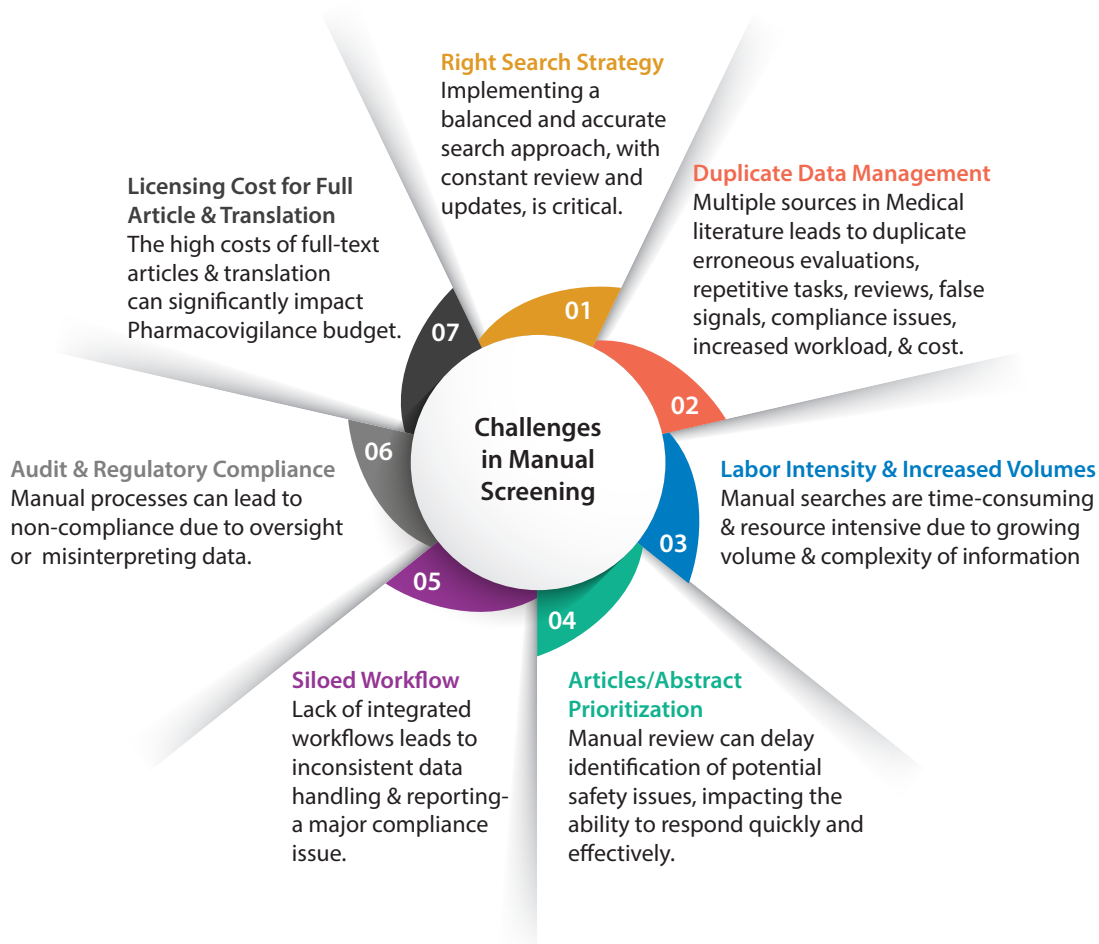 Challenges
in Manual
Screening
01
Right Search Strategy
Implementing a
balanced and accurate
search approach, with
constant review and
updates, is critical.
02
Duplicate Data Management
Multiple sources in Medical
literature leads to duplicate
erroneous evaluations,
repetitive tasks, reviews, false
signals, compliance issues,
increased workload, & cost.
03
Labor Intensity & Increased Volumes
Manual searches are time-consuming
& resource intensive due to growing
volume & complexity of information
04
Articles/Abstract
Prioritization
Manual review can delay
identification of potential
safety issues, impacting the
ability to respond quickly and
effectively.
05
Siloed Workflow
Lack of integrated
workflows leads to
inconsistent data
handling & reporting-
a major compliance
issue.
06
Audit & Regulatory Compliance
Manual processes can lead to
non-compliance due to oversight
or misinterpreting data.
07
Licensing Cost for Full
Article & Translation
The high costs of full-text
articles & translation
can significantly impact
Pharmacovigilance budget.